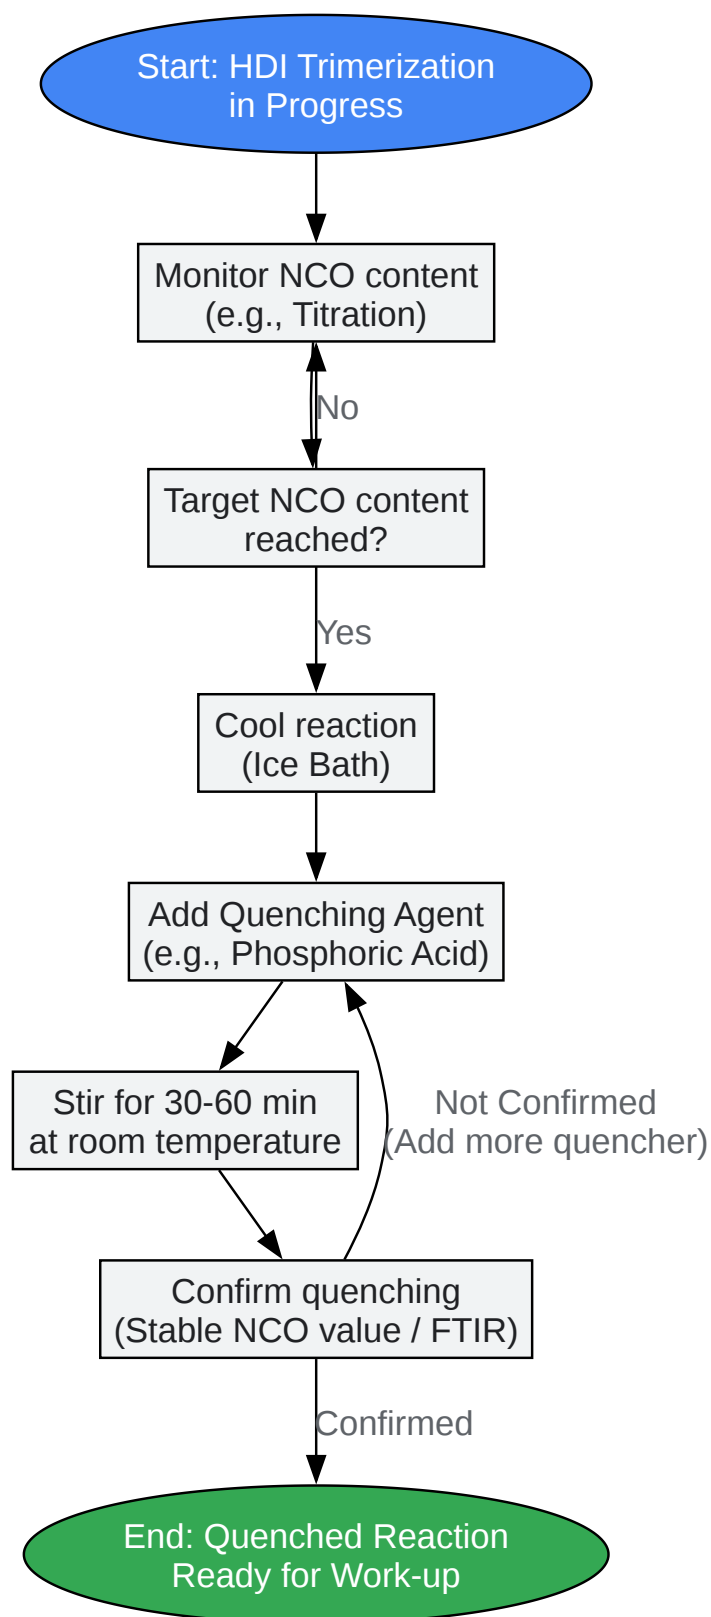 Start: HDI Trimerization
in Progress
Monitor NCO content
(e.g., Titration)
No
Target NCO content
reached?
Yes
Cool reaction
(Ice Bath)
Add Quenching Agent
(e.g., Phosphoric Acid)
Stir for 30-60 min
at room temperature
Not Confirmed
(Add more quencher)
Confirm quenching
(Stable NCO value / FTIR)
Confirmed
End: Quenched Reaction
Ready for Work-up